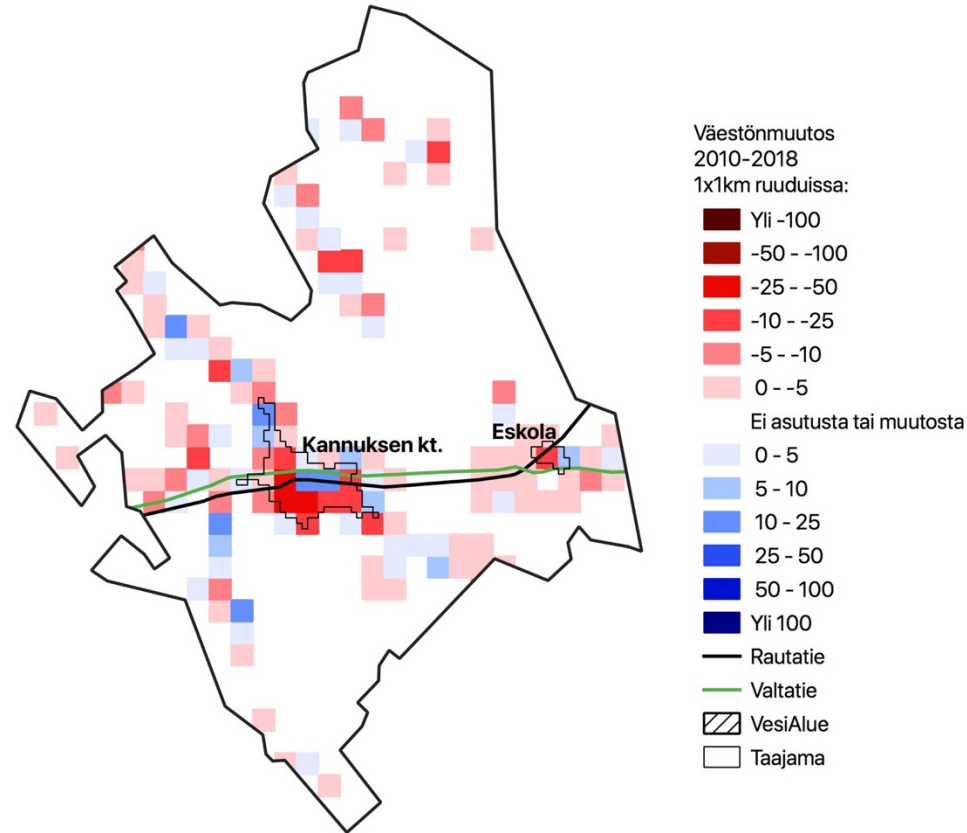 Kannuksen kt.
Eskola
Väestönmuutos
2010-2018
1x1km ruuduissa:
Yli -100
-50 - -100
-25 - -50
-10 - -25
-5 - -10
0 - -5
Ei asutusta tai muutosta
0 - 5
5 - 10
10 - 25
25 - 50
50 - 100
Yli 100
Rautatie
Valtatie
VesiAlue
Taajama